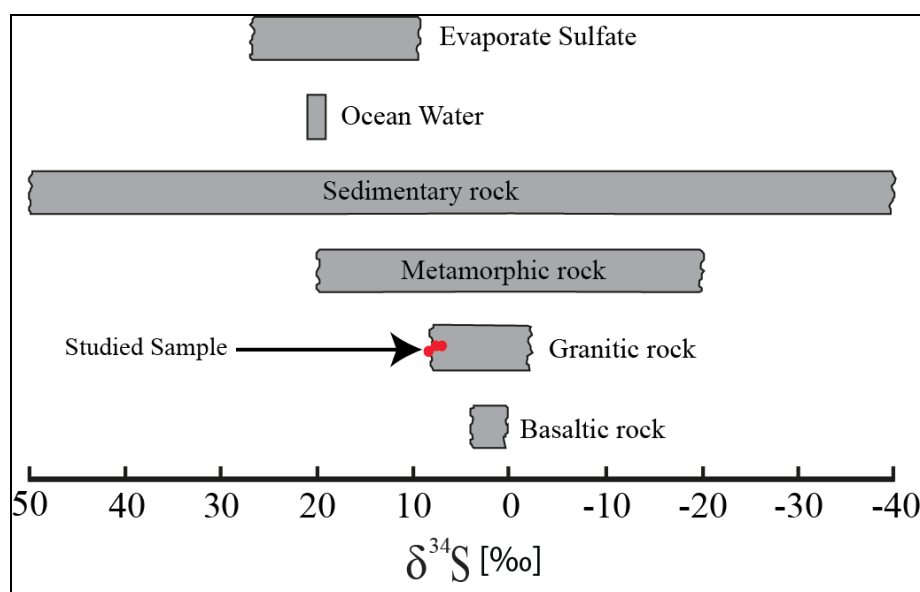 Evaporate Sulfate
Ocean Water
Sedimentary rock
Metamorphic rock
Studied Sample
Granitic rock
Basaltic rock
50 40 30 20 10 0 -10 -20 -30 -40
δ³⁴S [‰]